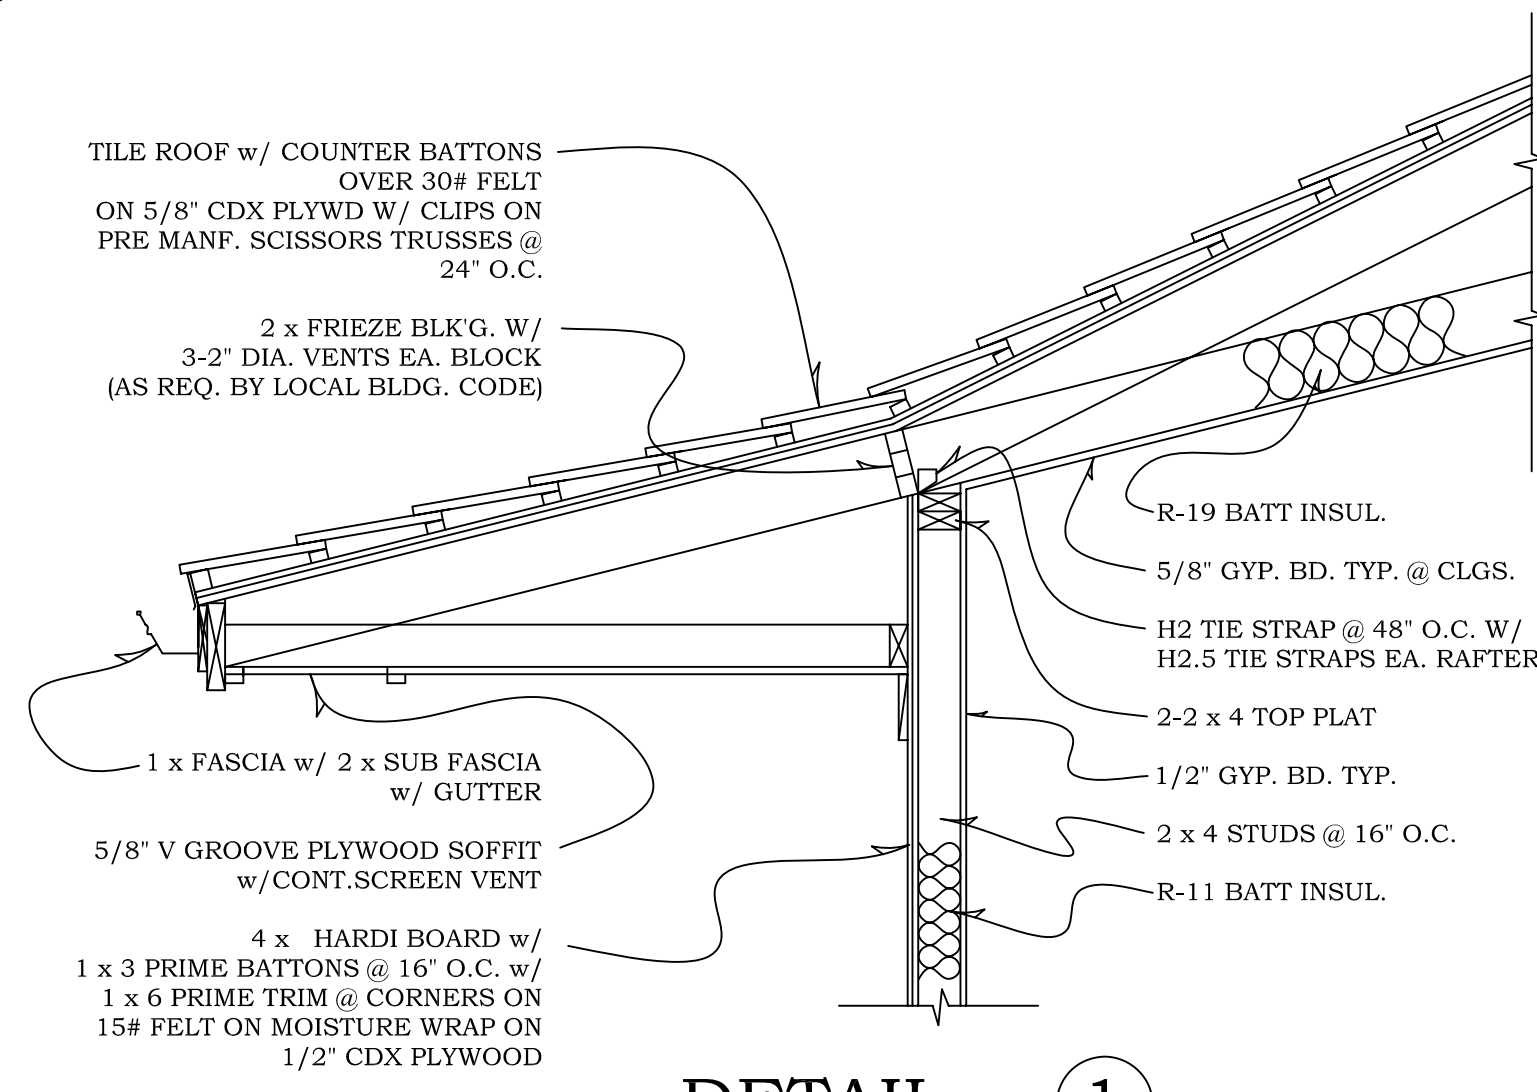 TILE ROOF w/ COUNTER BATTONS
OVER 30# FELT
ON 5/8" CDX PLYWD W/ CLIPS ON
PRE MANF. SCISSORS TRUSSES @
24" O.C.
2 x FRIEZE BLK'G. W/
3-2" DIA. VENTS EA. BLOCK
(AS REQ. BY LOCAL BLDG. CODE)
1 x FASCIA w/ 2 x SUB FASCIA
w/ GUTTER
5/8" V GROOVE PLYWOOD SOFFIT
w/CONT.SCREEN VENT
4 x HARDI BOARD w/
1 x 3 PRIME BATTONS @ 16" O.C. w/
1 x 6 PRIME TRIM @ CORNERS ON
15# FELT ON MOISTURE WRAP ON
1/2" CDX PLYWOOD
R-19 BATT INSUL.
5/8" GYP. BD. TYP. @ CLGS.
H2 TIE STRAP @ 48" O.C. W/
H2.5 TIE STRAPS EA. RAFTER
2-2 x 4 TOP PLAT
1/2" GYP. BD. TYP.
2 x 4 STUDS @ 16" O.C.
R-11 BATT INSUL.
DETAIL 1